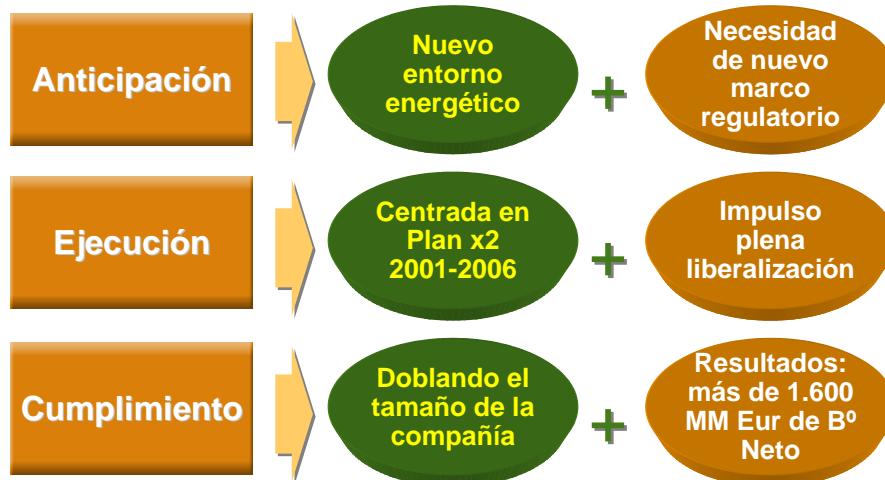 Anticipación
Nuevo
entorno
energético
+
Necesidad
de nuevo
marco
regulatorio
Ejecución
Centrada en
Plan x2
2001-2006
+
Impulso
plena
liberalización
Cumplimiento
Doblando el
tamaño de la
compañía
+
Resultados:
más de 1.600
MM Eur de Bº
Neto